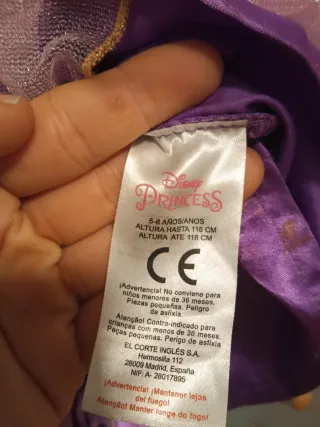 Disney
PRINCESS
5-6 AÑOS/ANOS
ALTURA HASTA 116 CM
ALTURA ATÉ 116 CM
CE
¡Advertencia! No conviene para
niños menores de 36 meses.
Piezas pequeñas. Peligro
de asfixia.
Atenção! Contra-indicado para
crianças com menos de 36 meses.
Peças pequenas. Perigo de asfixia.
EL CORTE INGLÉS S.A.
Hermosilla 112
28009 Madrid, España
NIF: A- 28017895
¡Advertencia! ¡Mantener lejos
del fuego!
Atenção! Manter longe do fogo!